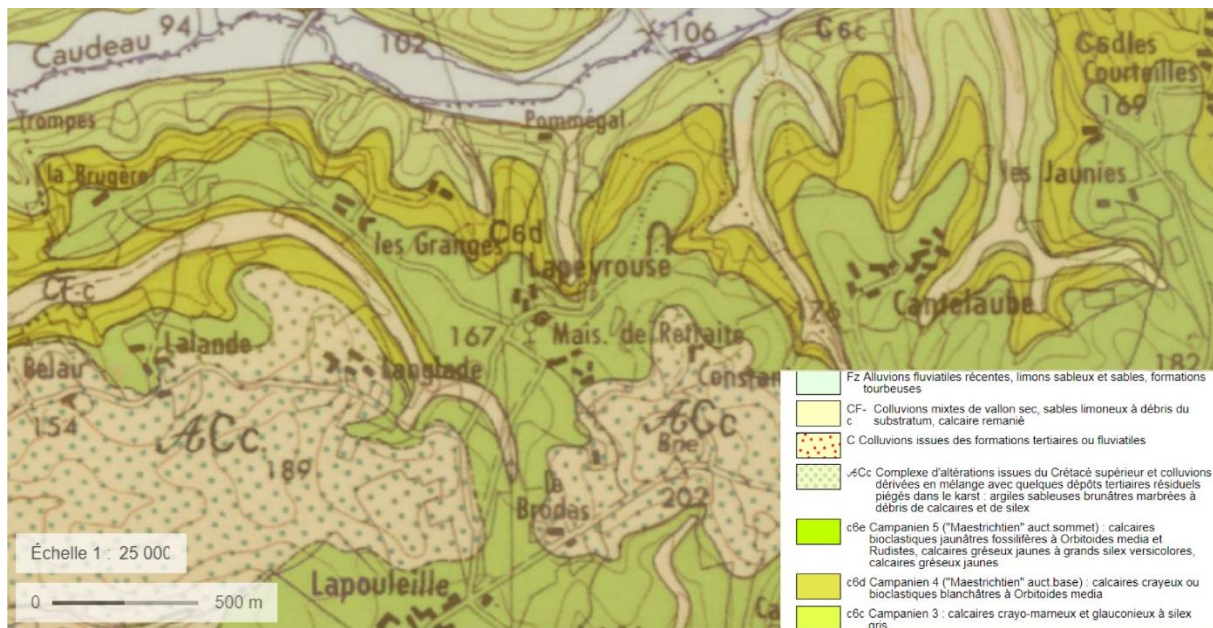 Caudeau 94
102
106
C6c
C6d les
Courteilles
169
Trompes
Pommégal
la Brugère
les Jaunies
les Granges
C6d
Lapeyrouse
CF-c
176
Cantelaube
167
Mais. de Retraite
Lalande
Langlade
Constan
182
Belau
154
ACc
ACc
Bne
189
202
la
Brodas
Lapouleille
Ca
Échelle 1 : 25 000
0 500 m
Fz Alluvions fluviatiles récentes, limons sableux et sables, formations
tourbeuses
CF- Colluvions mixtes de vallon sec, sables limoneux à débris du
c substratum, calcaire remanié
C Colluvions issues des formations tertiaires ou fluviatiles
ACc Complexe d'altérations issues du Crétacé supérieur et colluvions
dérivées en mélange avec quelques dépôts tertiaires résiduels
piégés dans le karst : argiles sableuses brunâtres marbrées à
débris de calcaires et de silex
c6e Campanien 5 ("Maestrichtien" auct.sommet) : calcaires
bioclastiques jaunâtres fossilifères à Orbitoides media et
Rudistes, calcaires gréseux jaunes à grands silex versicolores,
calcaires gréseux jaunes
c6d Campanien 4 ("Maestrichtien" auct.base) : calcaires crayeux ou
bioclastiques blanchâtres à Orbitoides media
c6c Campanien 3 : calcaires crayo-marneux et glauconieux à silex
gris